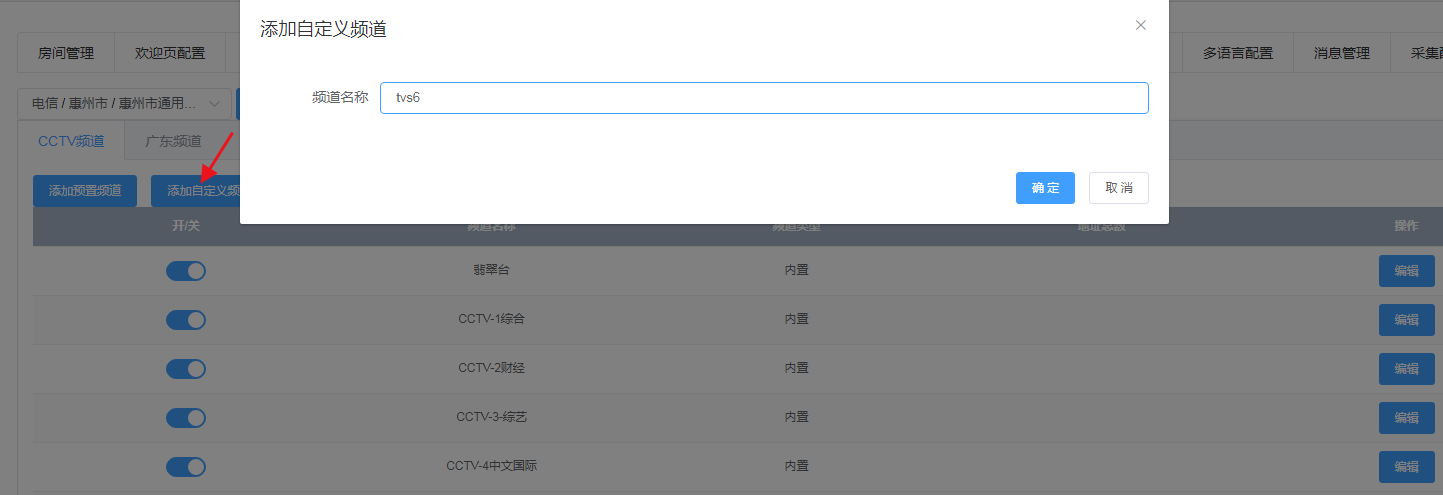 添加自定义频道
房间管理
欢迎页配置
多语言配置
消息管理
频道名称
tvs6
电信 / 惠州市 / 惠州市通用...
CCTV频道
广东频道
添加预置频道
添加自定义频
确定
取消
开/关
频道名称
频道类型
地址总数
操作
翡翠台
内置
编辑
CCTV-1综合
内置
编辑
CCTV-2财经
内置
编辑
CCTV-3-综艺
内置
编辑
CCTV-4中文国际
内置
编辑